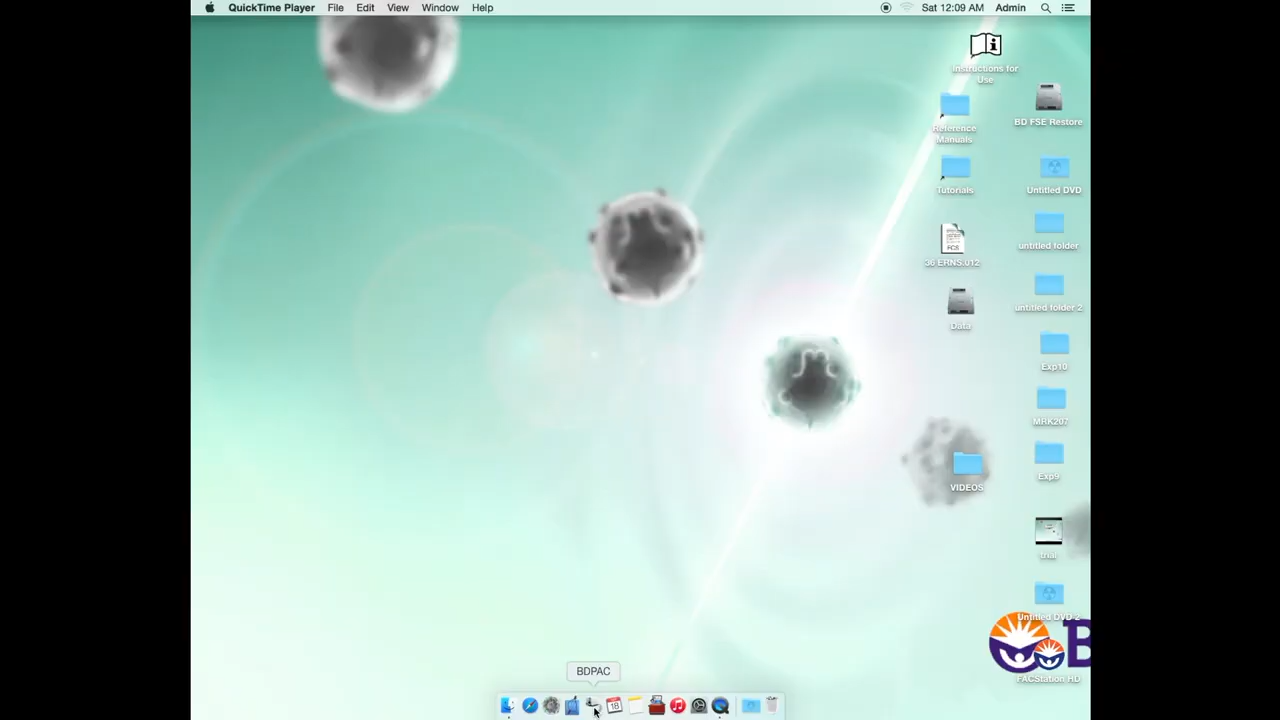 QuickTime Player File Edit View Window Help Sat 12:09 AM Admin
Instructions for
Use
Reference
Manuals
BD FSE Restore
Tutorials
Untitled DVD
36 ERNS.012
FCS
untitled folder
Data
untitled folder 2
Exp10
MRK207
VIDEOS
Exp9
trial
Untitled DVD 2
B
FACStation HD
BDPAC
18